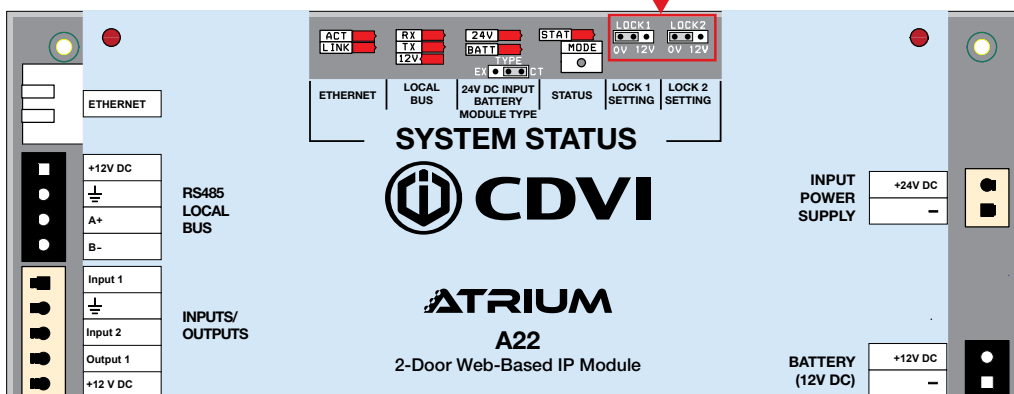 LOCK1 LOCK2
ACT RX 24V STAT
LINK TX BATT MODE 0V 12V 0V 12V
12V TYPE
EX CT
ETHERNET
LOCAL
BUS
24V DC INPUT
BATTERY
MODULE TYPE
STATUS
LOCK 1
SETTING
LOCK 2
SETTING
SYSTEM STATUS
ETHERNET
+12V DC
A+
B-
RS485
LOCAL
BUS
CDVI
INPUT
POWER
SUPPLY
+24V DC
–
Input 1
Input 2
Output 1
+12 V DC
INPUTS/
OUTPUTS
ATRIUM
A22
2-Door Web-Based IP Module
BATTERY
(12V DC)
+12V DC
–